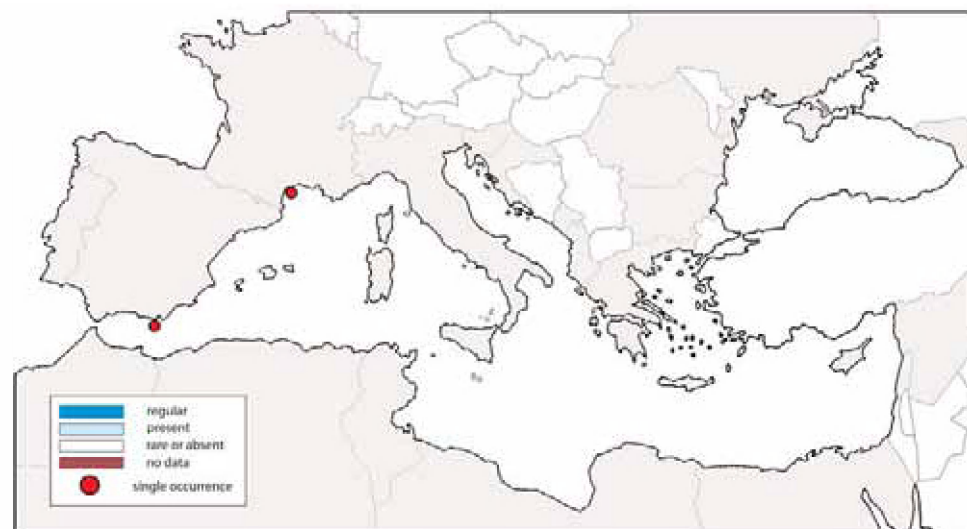 regular
present
rare or absent
no data
single occurrence